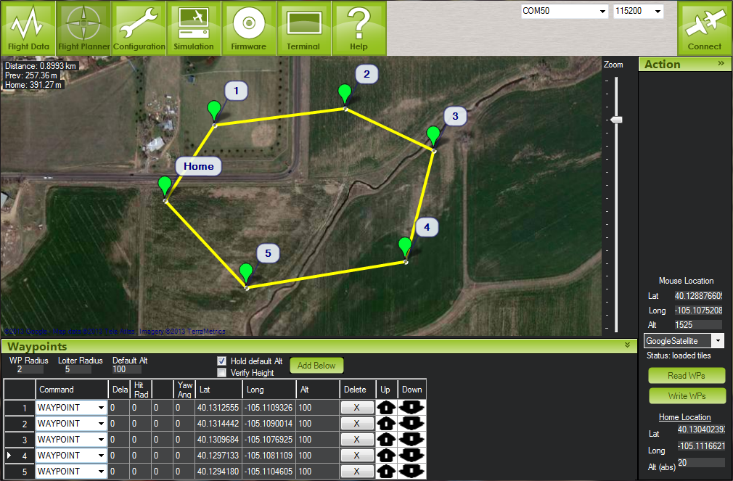 COM50 115200
Flight Data Flight Planner Configuration Simulation Firmware Terminal Help Connect
Distance: 0.8993 km
Prev: 257.36 m
Home: 391.27 m
Zoom
Action »
1
2
3
Home
4
5
Mouse Location
Lat 40.12887660
Long -105.1075208
Alt 1525
GoogleSatellite
Status: loaded tiles
Read WPs
Write WPs
Home Location
Lat 40.13040239
Long -105.1116621
Alt (abs) 20
Waypoints
WP Radius Loiter Radius Default Alt
2 5 100
Hold default Alt
Verify Height
Add Below
Command Dela Hit Rad Yaw Ang Lat Long Alt Delete Up Down
1 WAYPOINT 0 0 0 0 40.1312555 -105.1109326 100 X
2 WAYPOINT 0 0 0 0 40.1314442 -105.1090014 100 X
3 WAYPOINT 0 0 0 0 40.1309684 -105.1076925 100 X
4 WAYPOINT 0 0 0 0 40.1297133 -105.1081109 100 X
5 WAYPOINT 0 0 0 0 40.1294180 -105.1104605 100 X